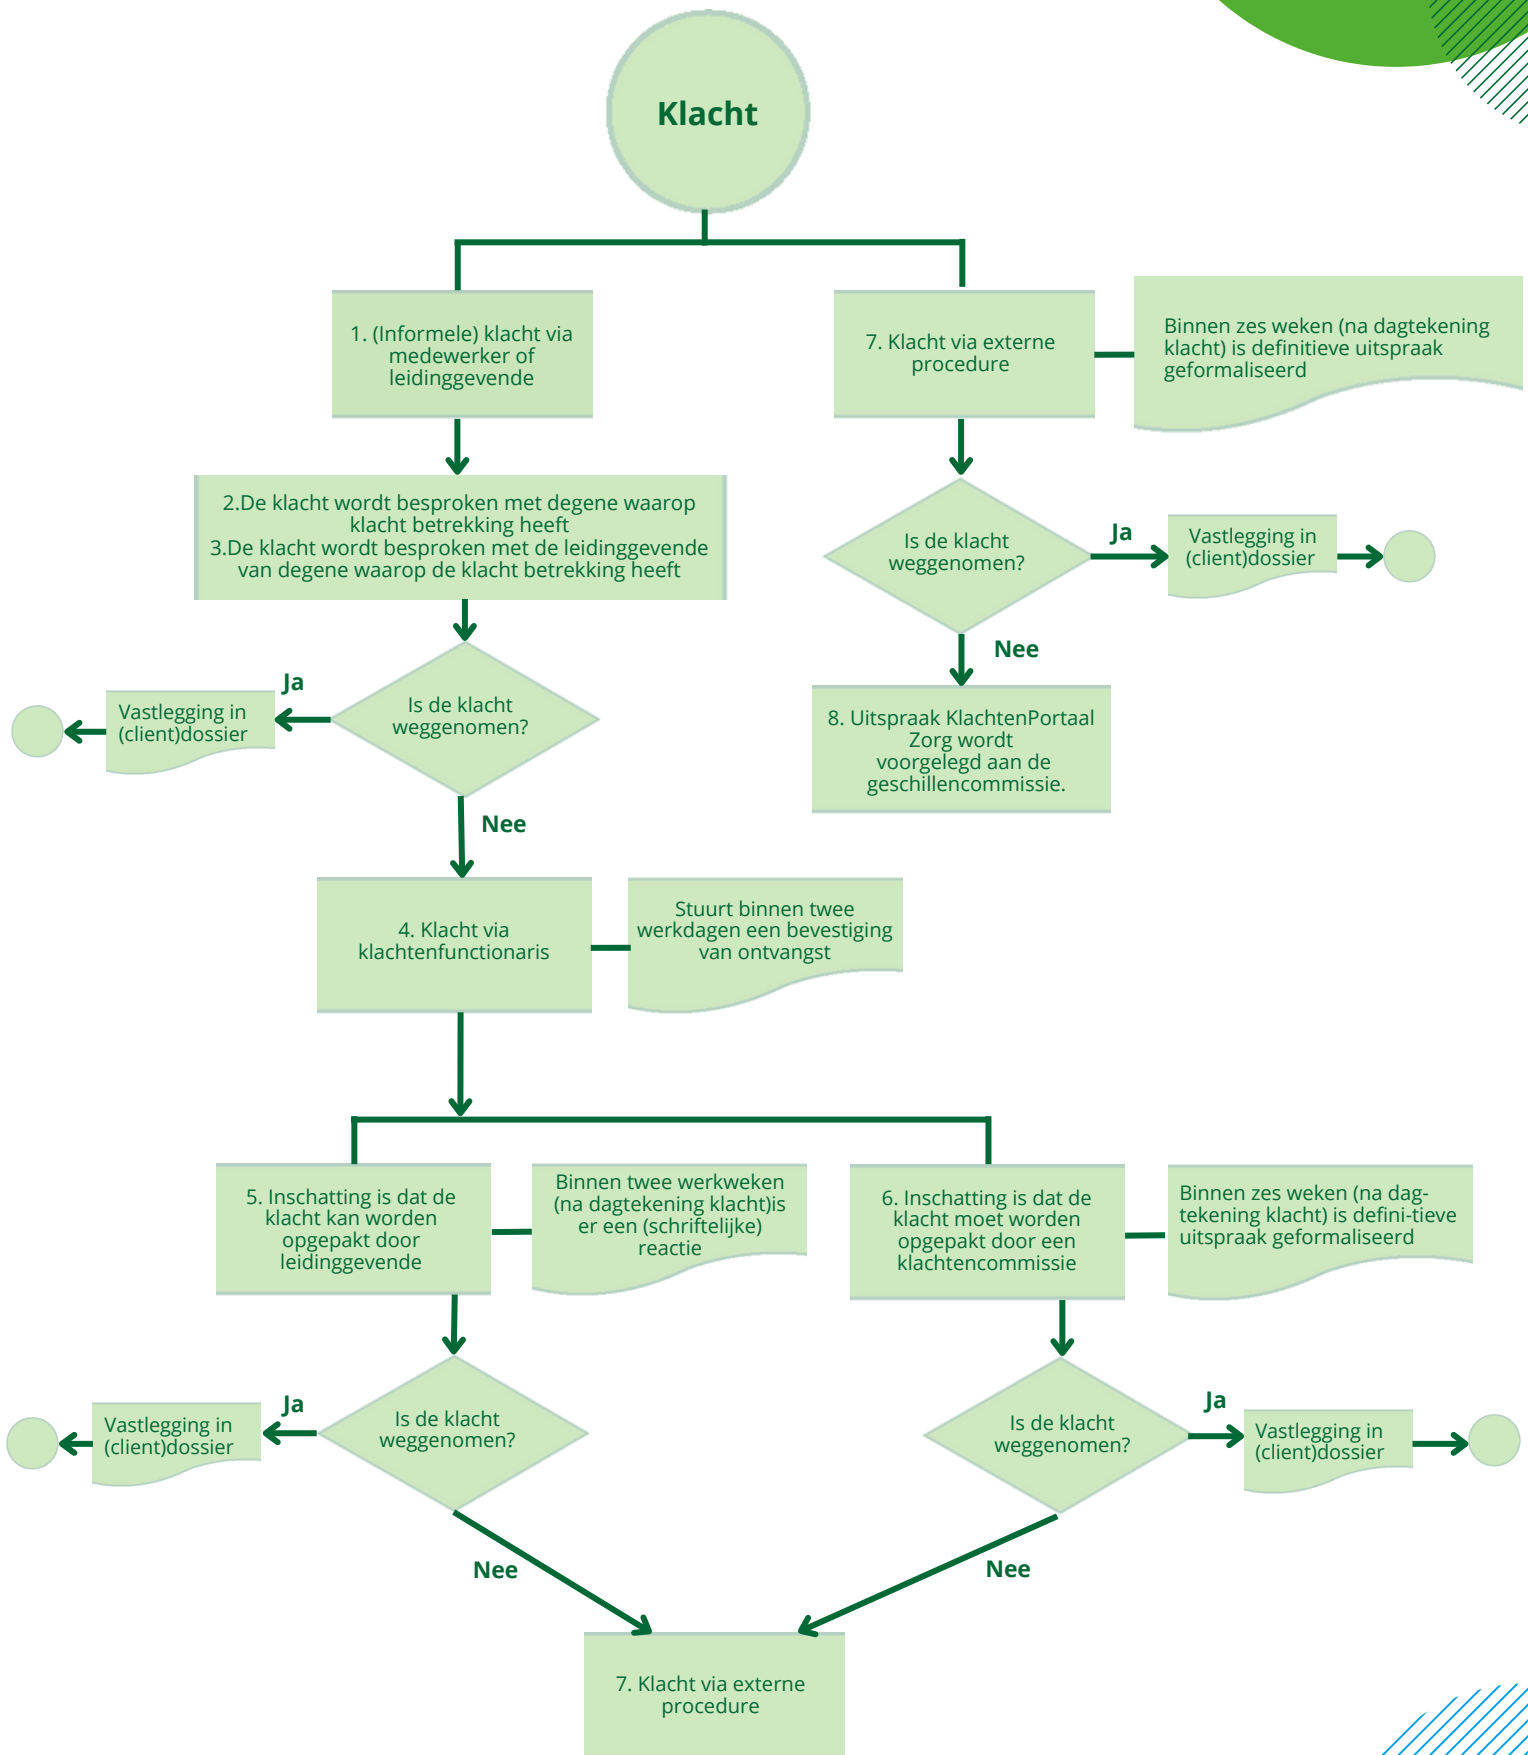 Klacht
1. (Informele) klacht via
medewerker of
leidinggevende
7. Klacht via externe
procedure
Binnen zes weken (na dagtekening
klacht) is definitieve uitspraak
geformaliseerd
2.De klacht wordt besproken met degene waarop
klacht betrekking heeft
3.De klacht wordt besproken met de leidinggevende
van degene waarop de klacht betrekking heeft
Is de klacht
weggenomen?
Ja
Vastlegging in
(client)dossier
Nee
8. Uitspraak KlachtenPortaal
Zorg wordt
voorgelegd aan de
geschillencommissie.
Is de klacht
weggenomen?
Ja
Vastlegging in
(client)dossier
Nee
4. Klacht via
klachtenfunctionaris
Stuurt binnen twee
werkdagen een bevestiging
van ontvangst
5. Inschatting is dat de
klacht kan worden
opgepakt door
leidinggevende
Binnen twee werkweken
(na dagtekening klacht)is
er een (schriftelijke)
reactie
6. Inschatting is dat de
klacht moet worden
opgepakt door een
klachtencommissie
Binnen zes weken (na dag-
tekening klacht) is defini-tieve
uitspraak geformaliseerd
Is de klacht
weggenomen?
Ja
Vastlegging in
(client)dossier
Nee
Is de klacht
weggenomen?
Ja
Vastlegging in
(client)dossier
Nee
7. Klacht via externe
procedure